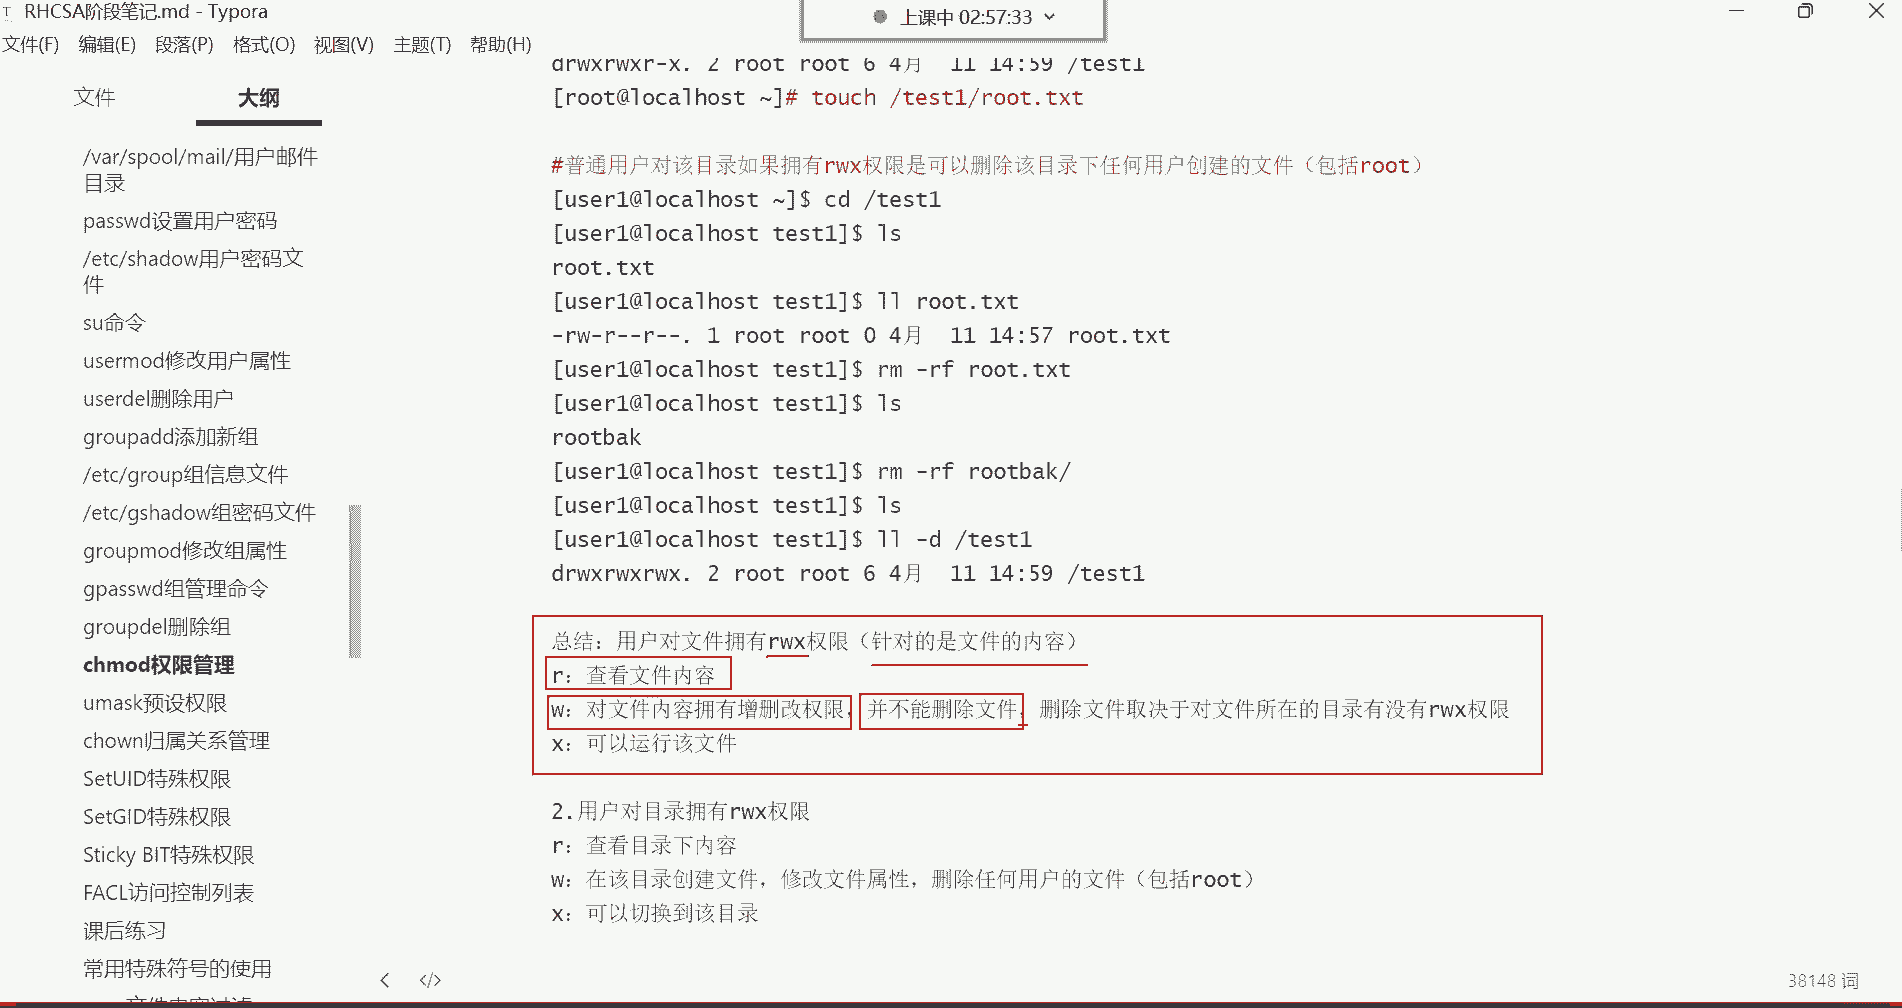 RHCSA阶段笔记.md - Typora
上课中 02:57:33
文件(F) 编辑(E) 段落(P) 格式(O) 视图(V) 主题(T) 帮助(H)
文件 大纲
/var/spool/mail/用户邮件
目录
passwd设置用户密码
/etc/shadow用户密码文
件
su命令
usermod修改用户属性
userdel删除用户
groupadd添加新组
/etc/group组信息文件
/etc/gshadow组密码文件
groupmod修改组属性
gpasswd组管理命令
groupdel删除组
chmod权限管理
umask预设权限
chown归属关系管理
SetUID特殊权限
SetGID特殊权限
Sticky BIT特殊权限
FACL访问控制列表
课后练习
常用特殊符号的使用
drwxrwxr-x. 2 root root 6 4月  11 14:59 /test1
[root@localhost ~]# touch /test1/root.txt
#普通用户对该目录如果拥有rwx权限是可以删除该目录下任何用户创建的文件（包括root）
[user1@localhost ~]$ cd /test1
[user1@localhost test1]$ ls
root.txt
[user1@localhost test1]$ ll root.txt
-rw-r--r--. 1 root root 0 4月  11 14:57 root.txt
[user1@localhost test1]$ rm -rf root.txt
[user1@localhost test1]$ ls
rootbak
[user1@localhost test1]$ rm -rf rootbak/
[user1@localhost test1]$ ls
[user1@localhost test1]$ ll -d /test1
drwxrwxrwx. 2 root root 6 4月  11 14:59 /test1
总结：用户对文件拥有rwx权限（针对的是文件的内容）
r：查看文件内容
w：对文件内容拥有增删改权限，并不能删除文件，删除文件取决于对文件所在的目录有没有rwx权限
x：可以运行该文件
2.用户对目录拥有rwx权限
r：查看目录下内容
w：在该目录创建文件，修改文件属性，删除任何用户的文件（包括root）
x：可以切换到该目录
38148 词